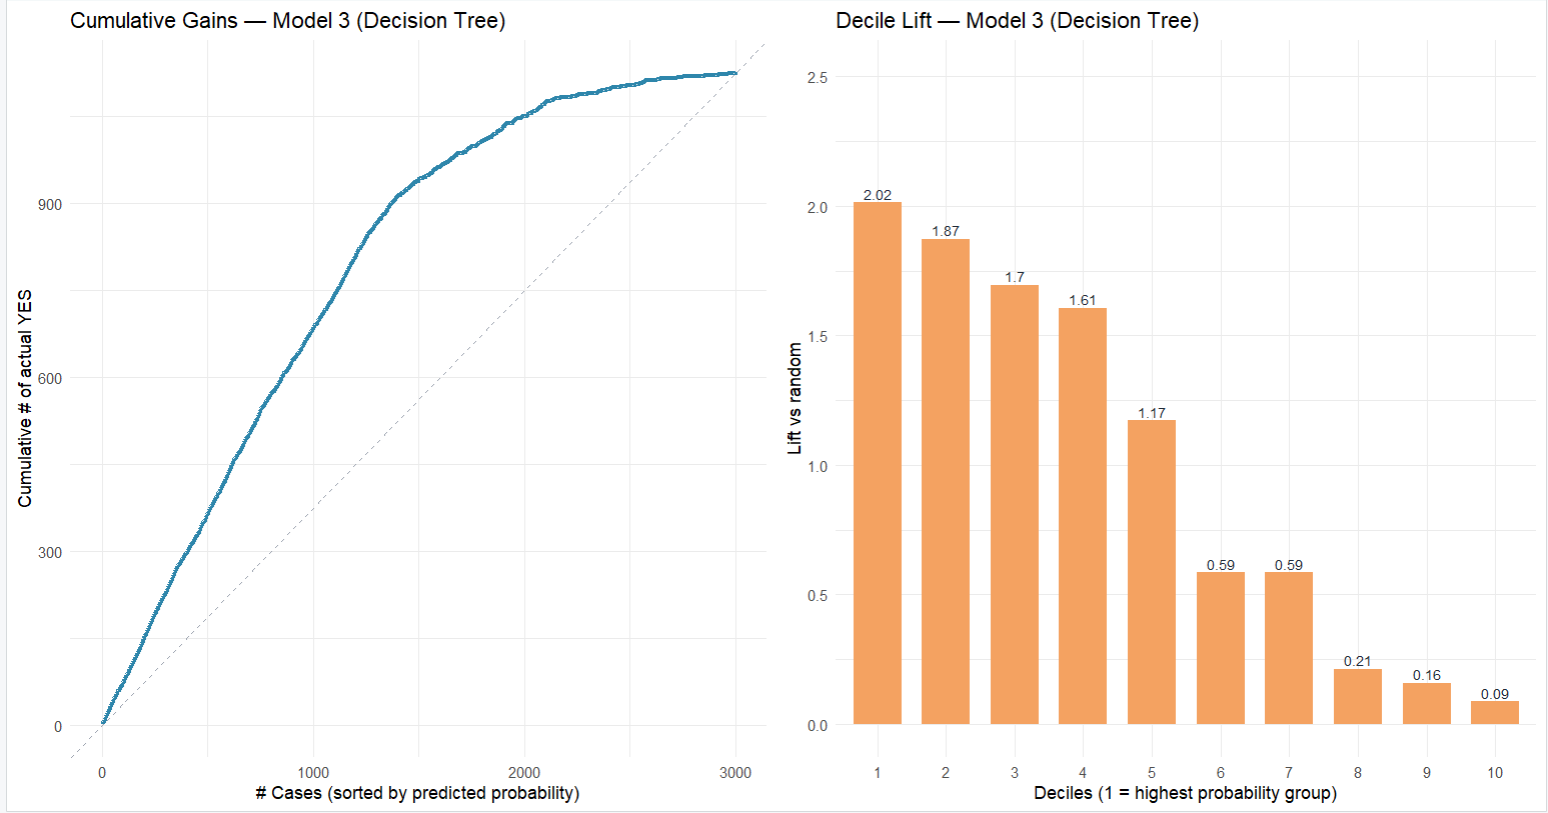 Cumulative Gains — Model 3 (Decision Tree)
Cumulative # of actual YES
900
600
300
0
0 1000 2000 3000
# Cases (sorted by predicted probability)
Decile Lift — Model 3 (Decision Tree)
Lift vs random
2.5
2.0
1.5
1.0
0.5
0.0
2.02
1.87
1.7
1.61
1.17
0.59
0.59
0.21
0.16
0.09
1 2 3 4 5 6 7 8 9 10
Deciles (1 = highest probability group)